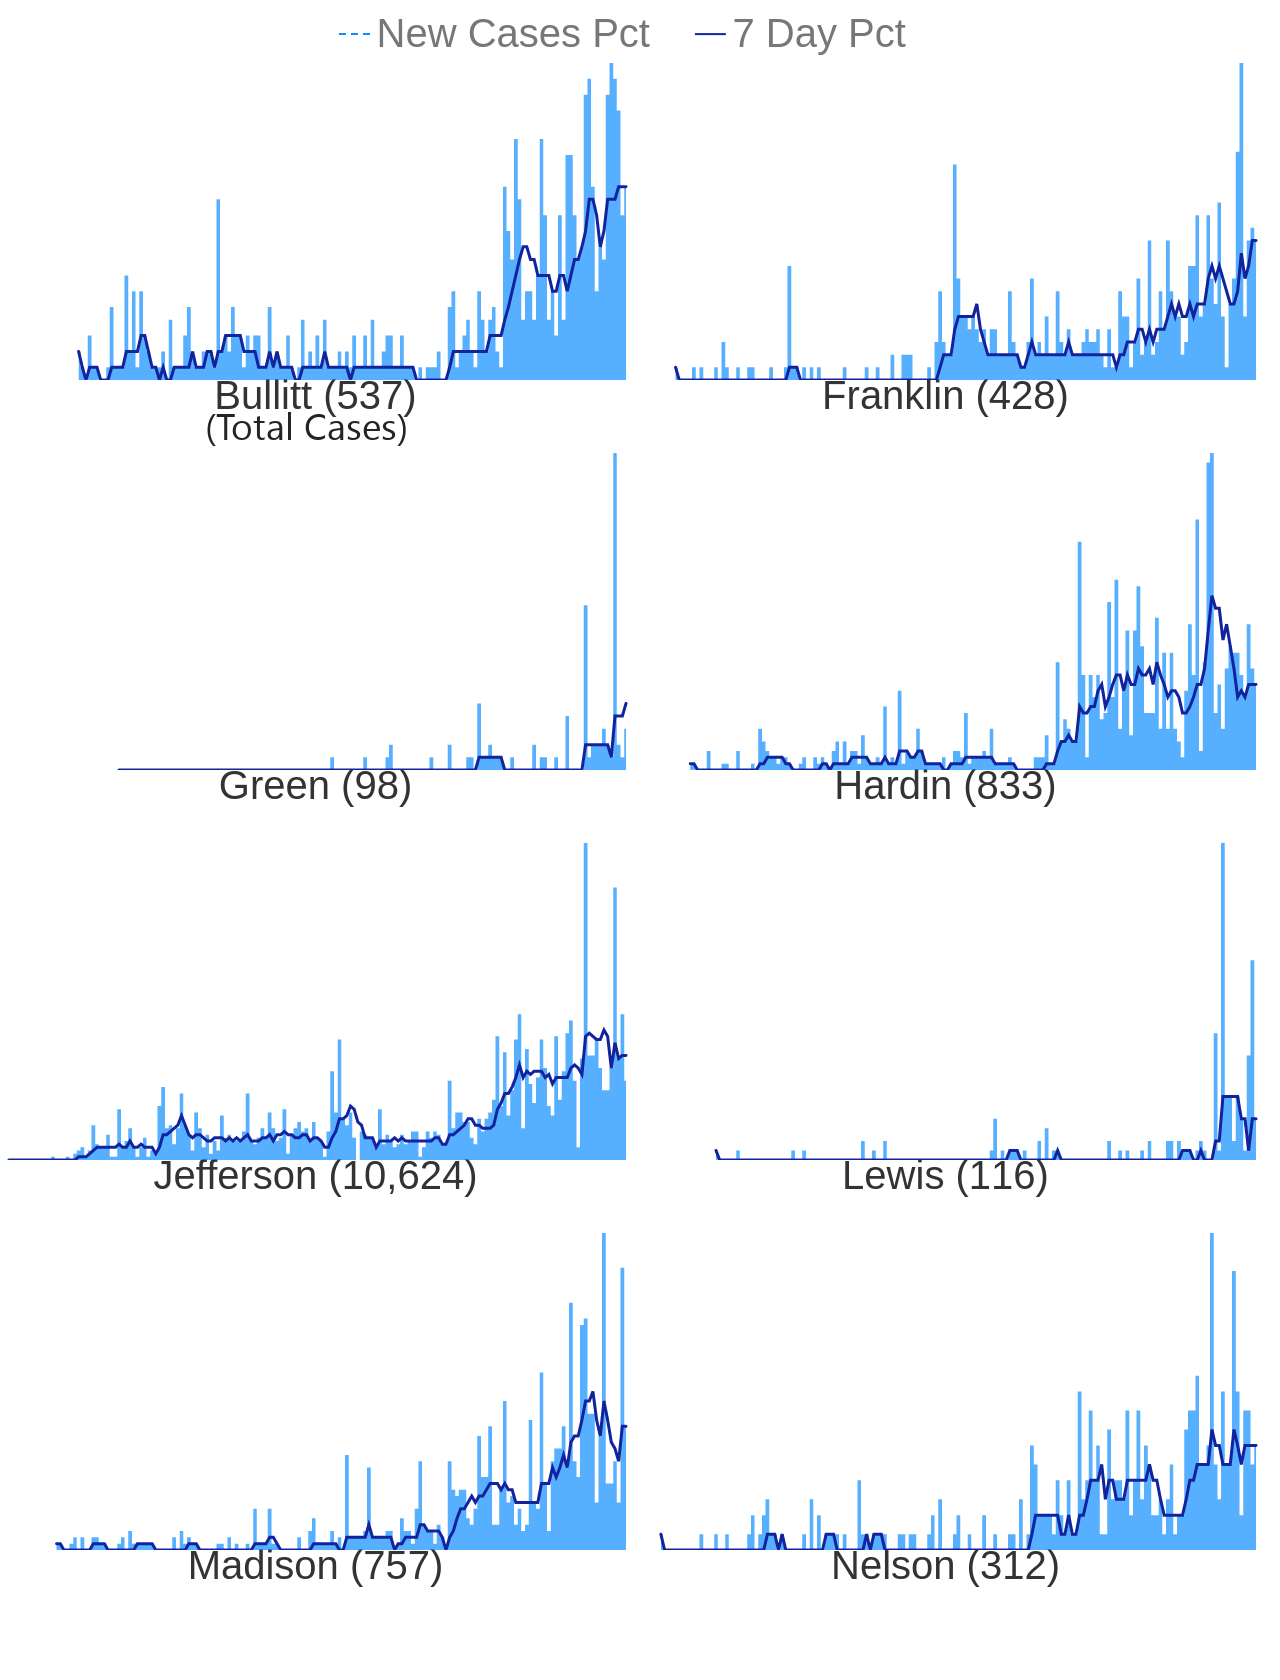 New Cases Pct 7 Day Pct
Bullitt (537) Franklin (428)
(Total Cases)
Green (98) Hardin (833)
Jefferson (10,624) Lewis (116)
Madison (757) Nelson (312)